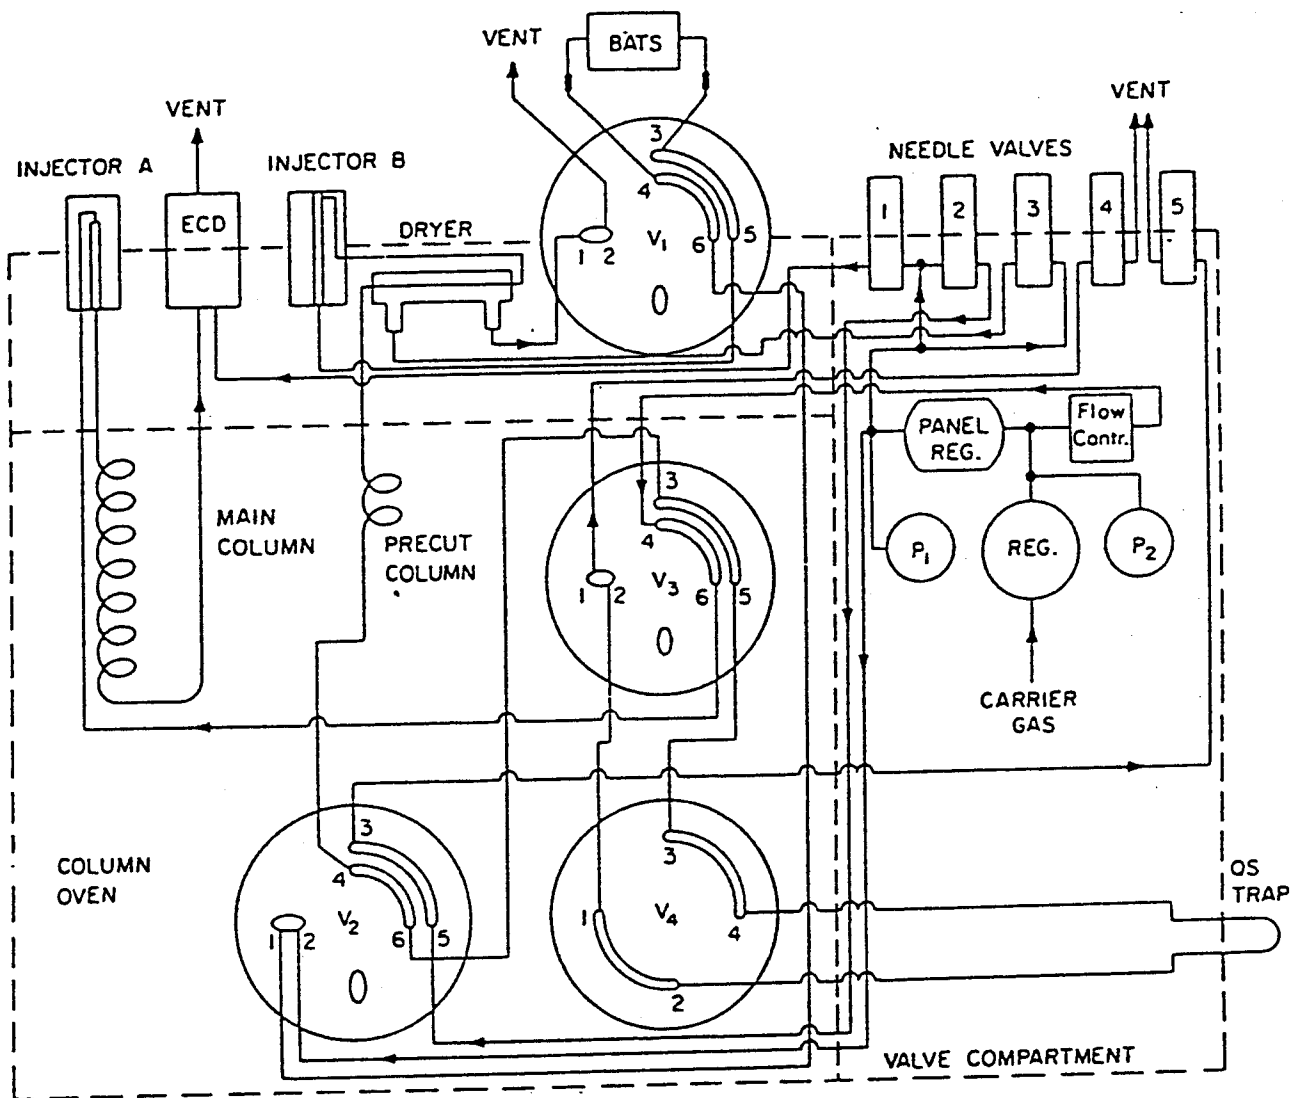 VENT
BATS
VENT
INJECTOR A
ECD
INJECTOR B
DRYER
3
4
1 2
V1
6
5
VENT
NEEDLE VALVES
1
2
3
4
5
PANEL
REG.
Flow
Contr.
P1
REG.
P2
CARRIER
GAS
MAIN
COLUMN
PRECUT
COLUMN
3
4
1 2
V3
6 5
COLUMN
OVEN
3
4
1 2
V2
6 5
3
1
V4
4
2
QS
TRAP
VALVE COMPARTMENT